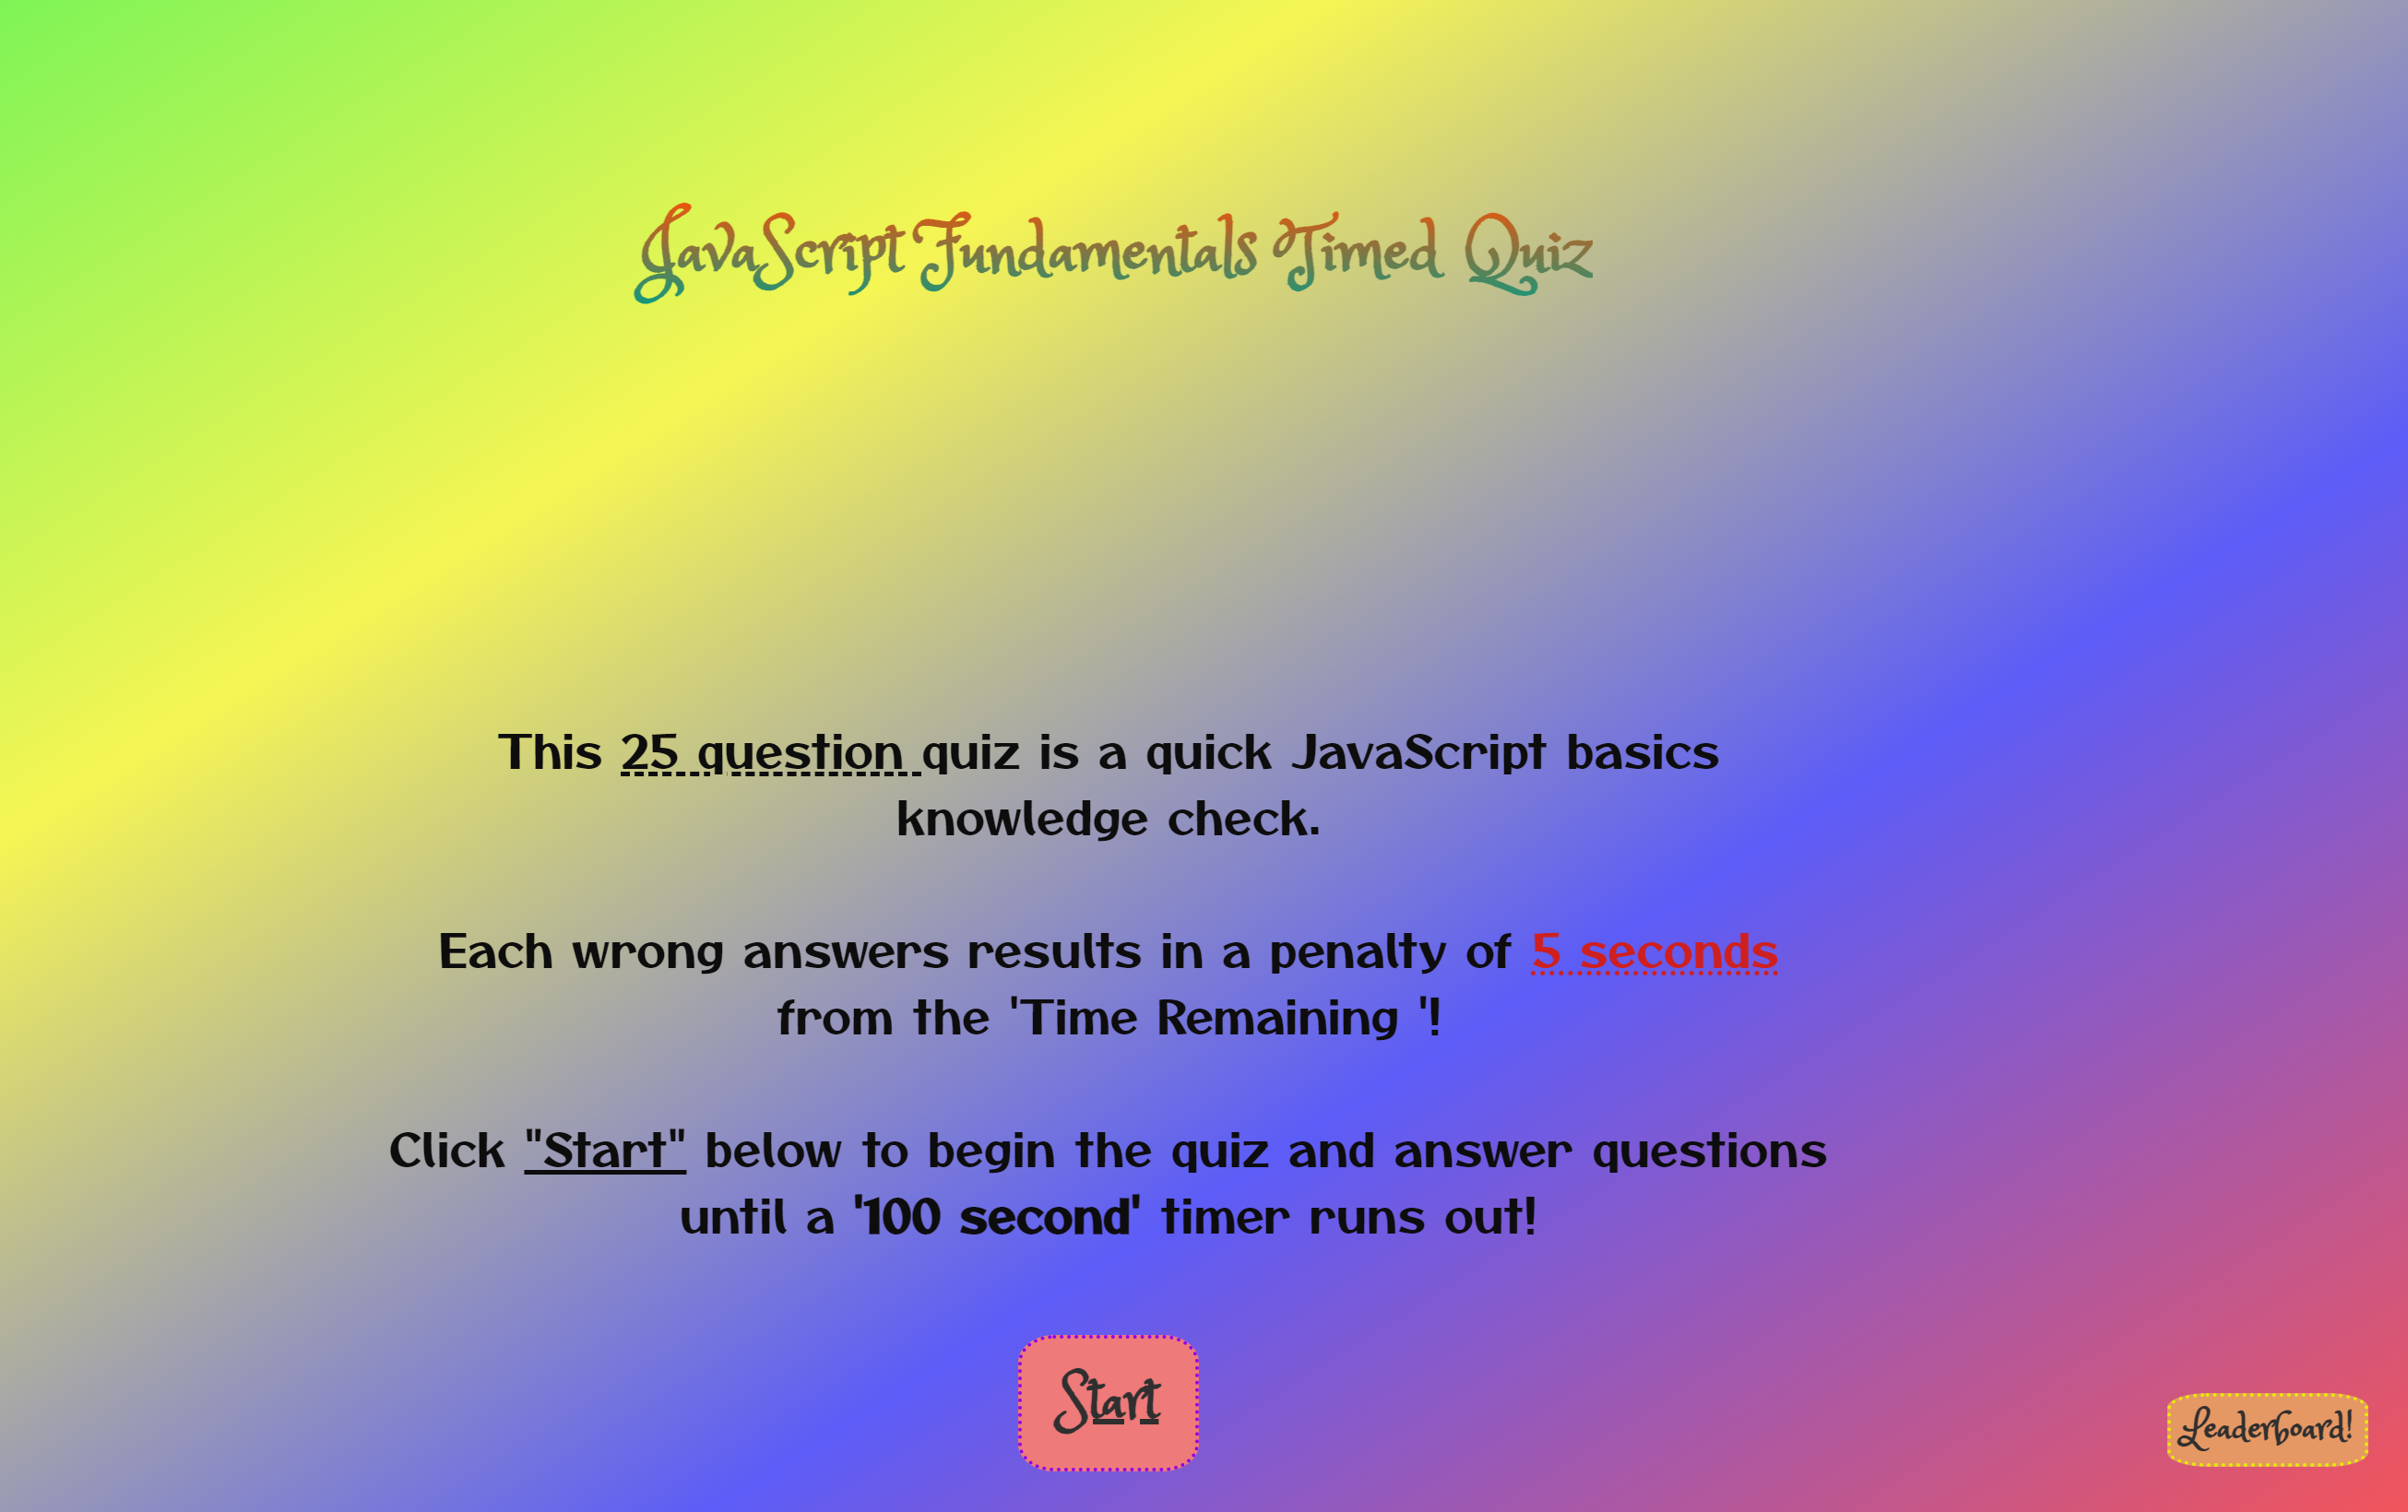 JavaScript Fundamentals Timed Quiz
This 25 question quiz is a quick JavaScript basics
knowledge check.
Each wrong answers results in a penalty of 5 seconds
from the 'Time Remaining '!
Click "Start" below to begin the quiz and answer questions
until a '100 second' timer runs out!
Start
Leaderboard!